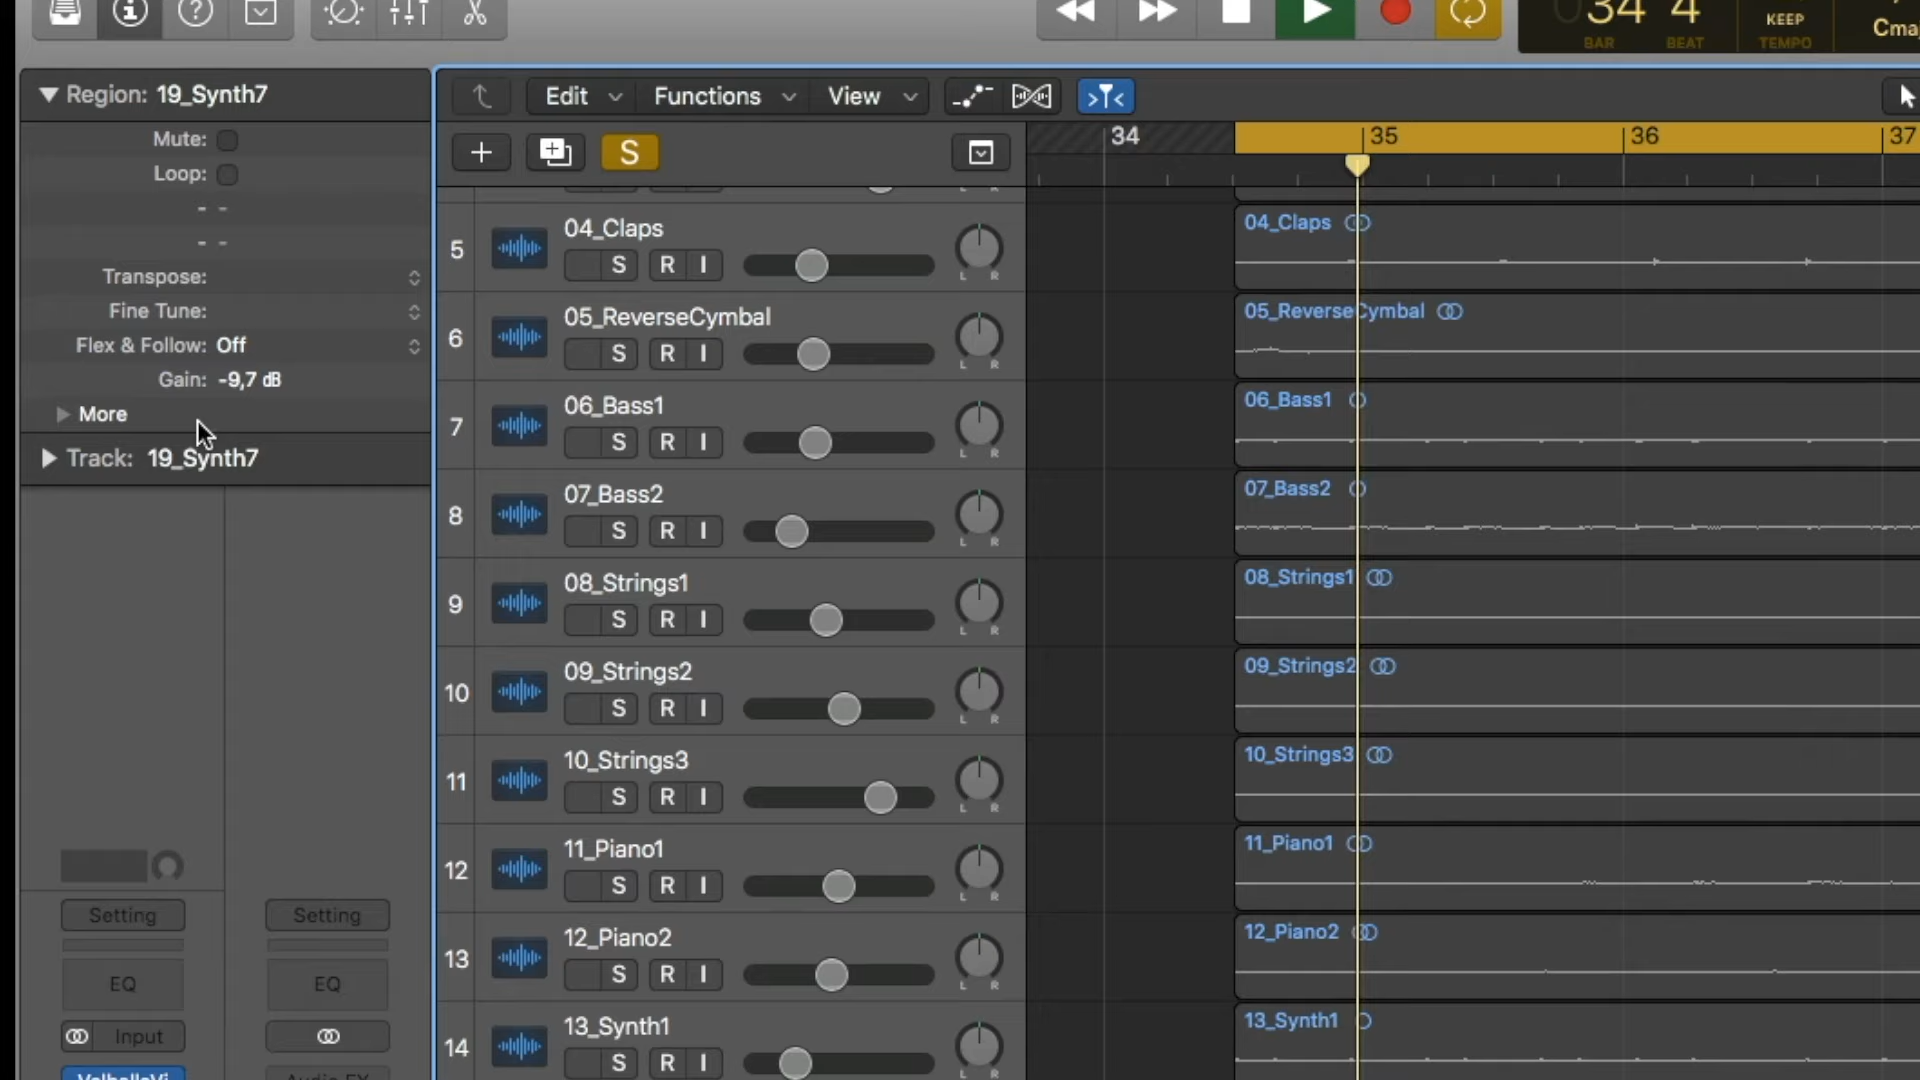 34 4
KEEP
BAR BEAT TEMPO
Cma
Region: 19_Synth7
Mute:
Loop:
- -
- -
Transpose:
Fine Tune:
Flex & Follow: Off
Gain: -9,7 dB
More
Track: 19_Synth7
Setting Setting
EQ EQ
Input
Edit Functions View
S
34 35 36 37
5 04_Claps
S R I
L R
04_Claps
6 05_ReverseCymbal
S R I
L R
05_ReverseCymbal
7 06_Bass1
S R I
L R
06_Bass1
8 07_Bass2
S R I
L R
07_Bass2
9 08_Strings1
S R I
L R
08_Strings1
10 09_Strings2
S R I
L R
09_Strings2
11 10_Strings3
S R I
L R
10_Strings3
12 11_Piano1
S R I
L R
11_Piano1
13 12_Piano2
S R I
L R
12_Piano2
14 13_Synth1
S R I
L R
13_Synth1